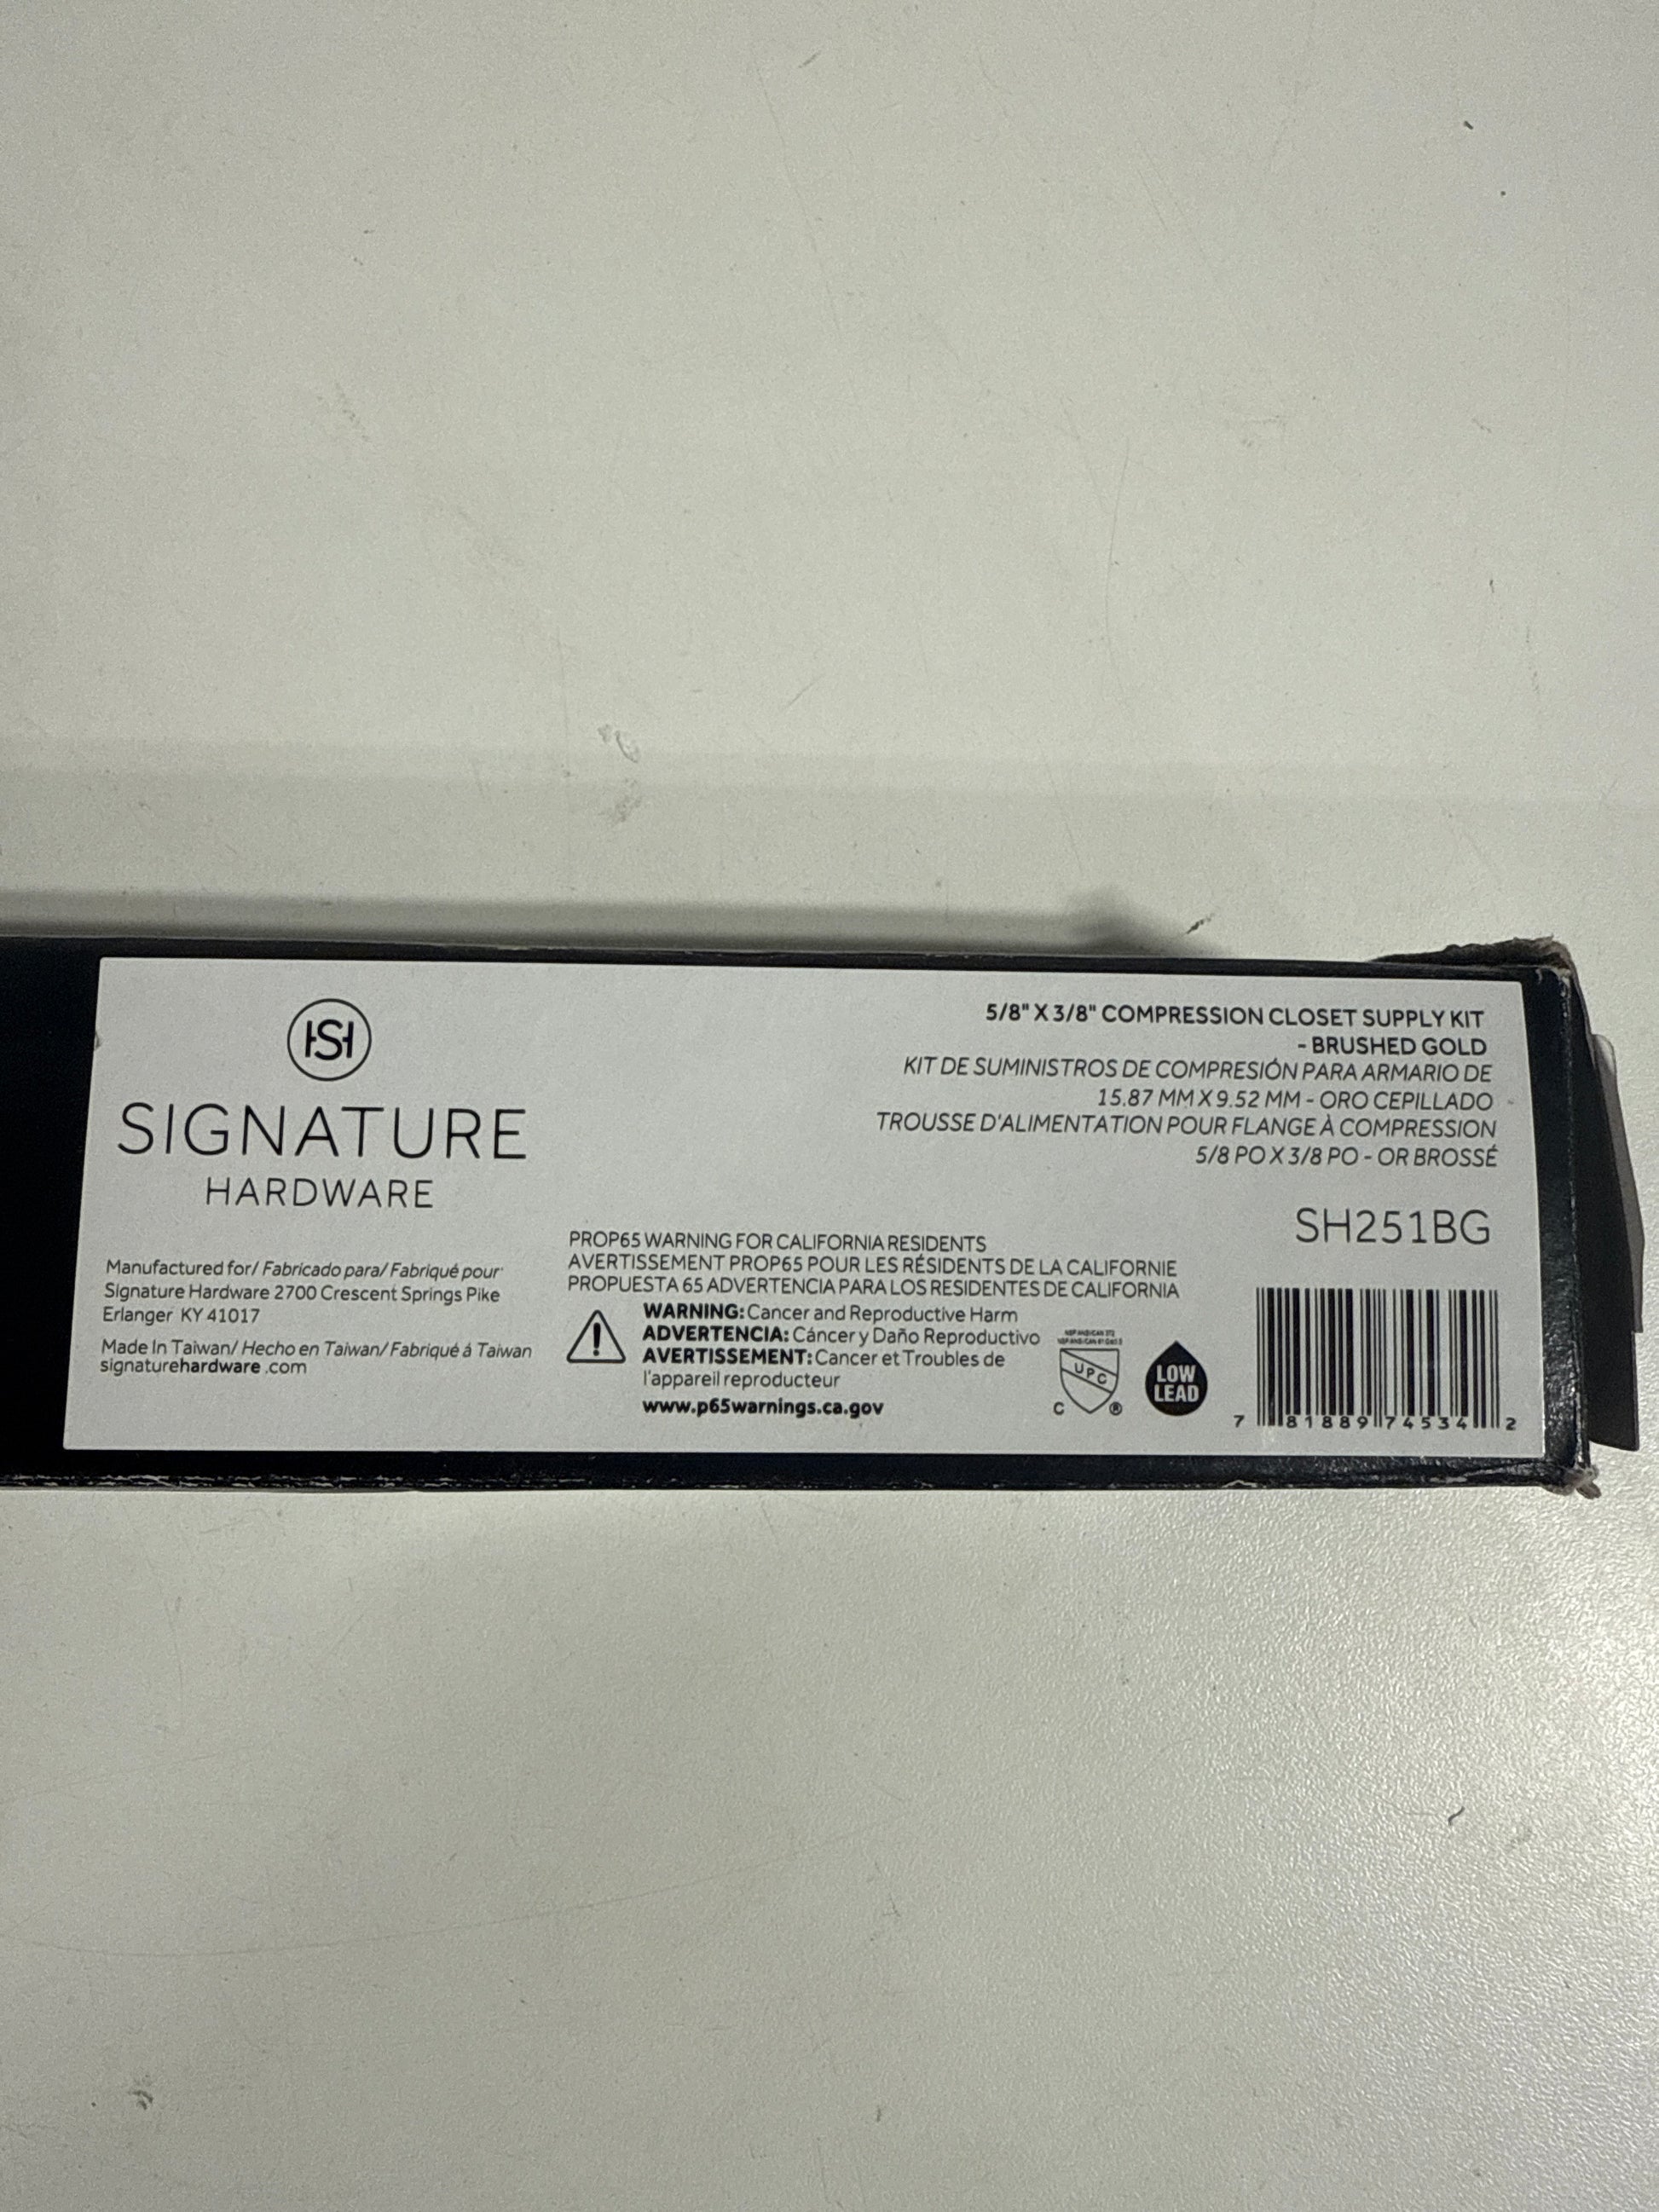 SH
SIGNATURE
HARDWARE
Manufactured for/ Fabricado para/ Fabriqué pour
Signature Hardware 2700 Crescent Springs Pike
Erlanger KY 41017
Made In Taiwan/ Hecho en Taiwan/ Fabriqué á Taiwan
signaturehardware.com
5/8" X 3/8" COMPRESSION CLOSET SUPPLY KIT
- BRUSHED GOLD
KIT DE SUMINISTROS DE COMPRESIÓN PARA ARMARIO DE
15.87 MM X 9.52 MM - ORO CEPILLADO
TROUSSE D'ALIMENTATION POUR FLANGE À COMPRESSION
5/8 PO X 3/8 PO - OR BROSSÉ
SH251BG
PROP65 WARNING FOR CALIFORNIA RESIDENTS
AVERTISSEMENT PROP65 POUR LES RÉSIDENTS DE LA CALIFORNIE
PROPUESTA 65 ADVERTENCIA PARA LOS RESIDENTES DE CALIFORNIA
WARNING: Cancer and Reproductive Harm
ADVERTENCIA: Cáncer y Daño Reproductivo
AVERTISSEMENT: Cancer et Troubles de
l'appareil reproducteur
www.p65warnings.ca.gov
UPC
C ®
LOW
LEAD
7 81889 74534 2